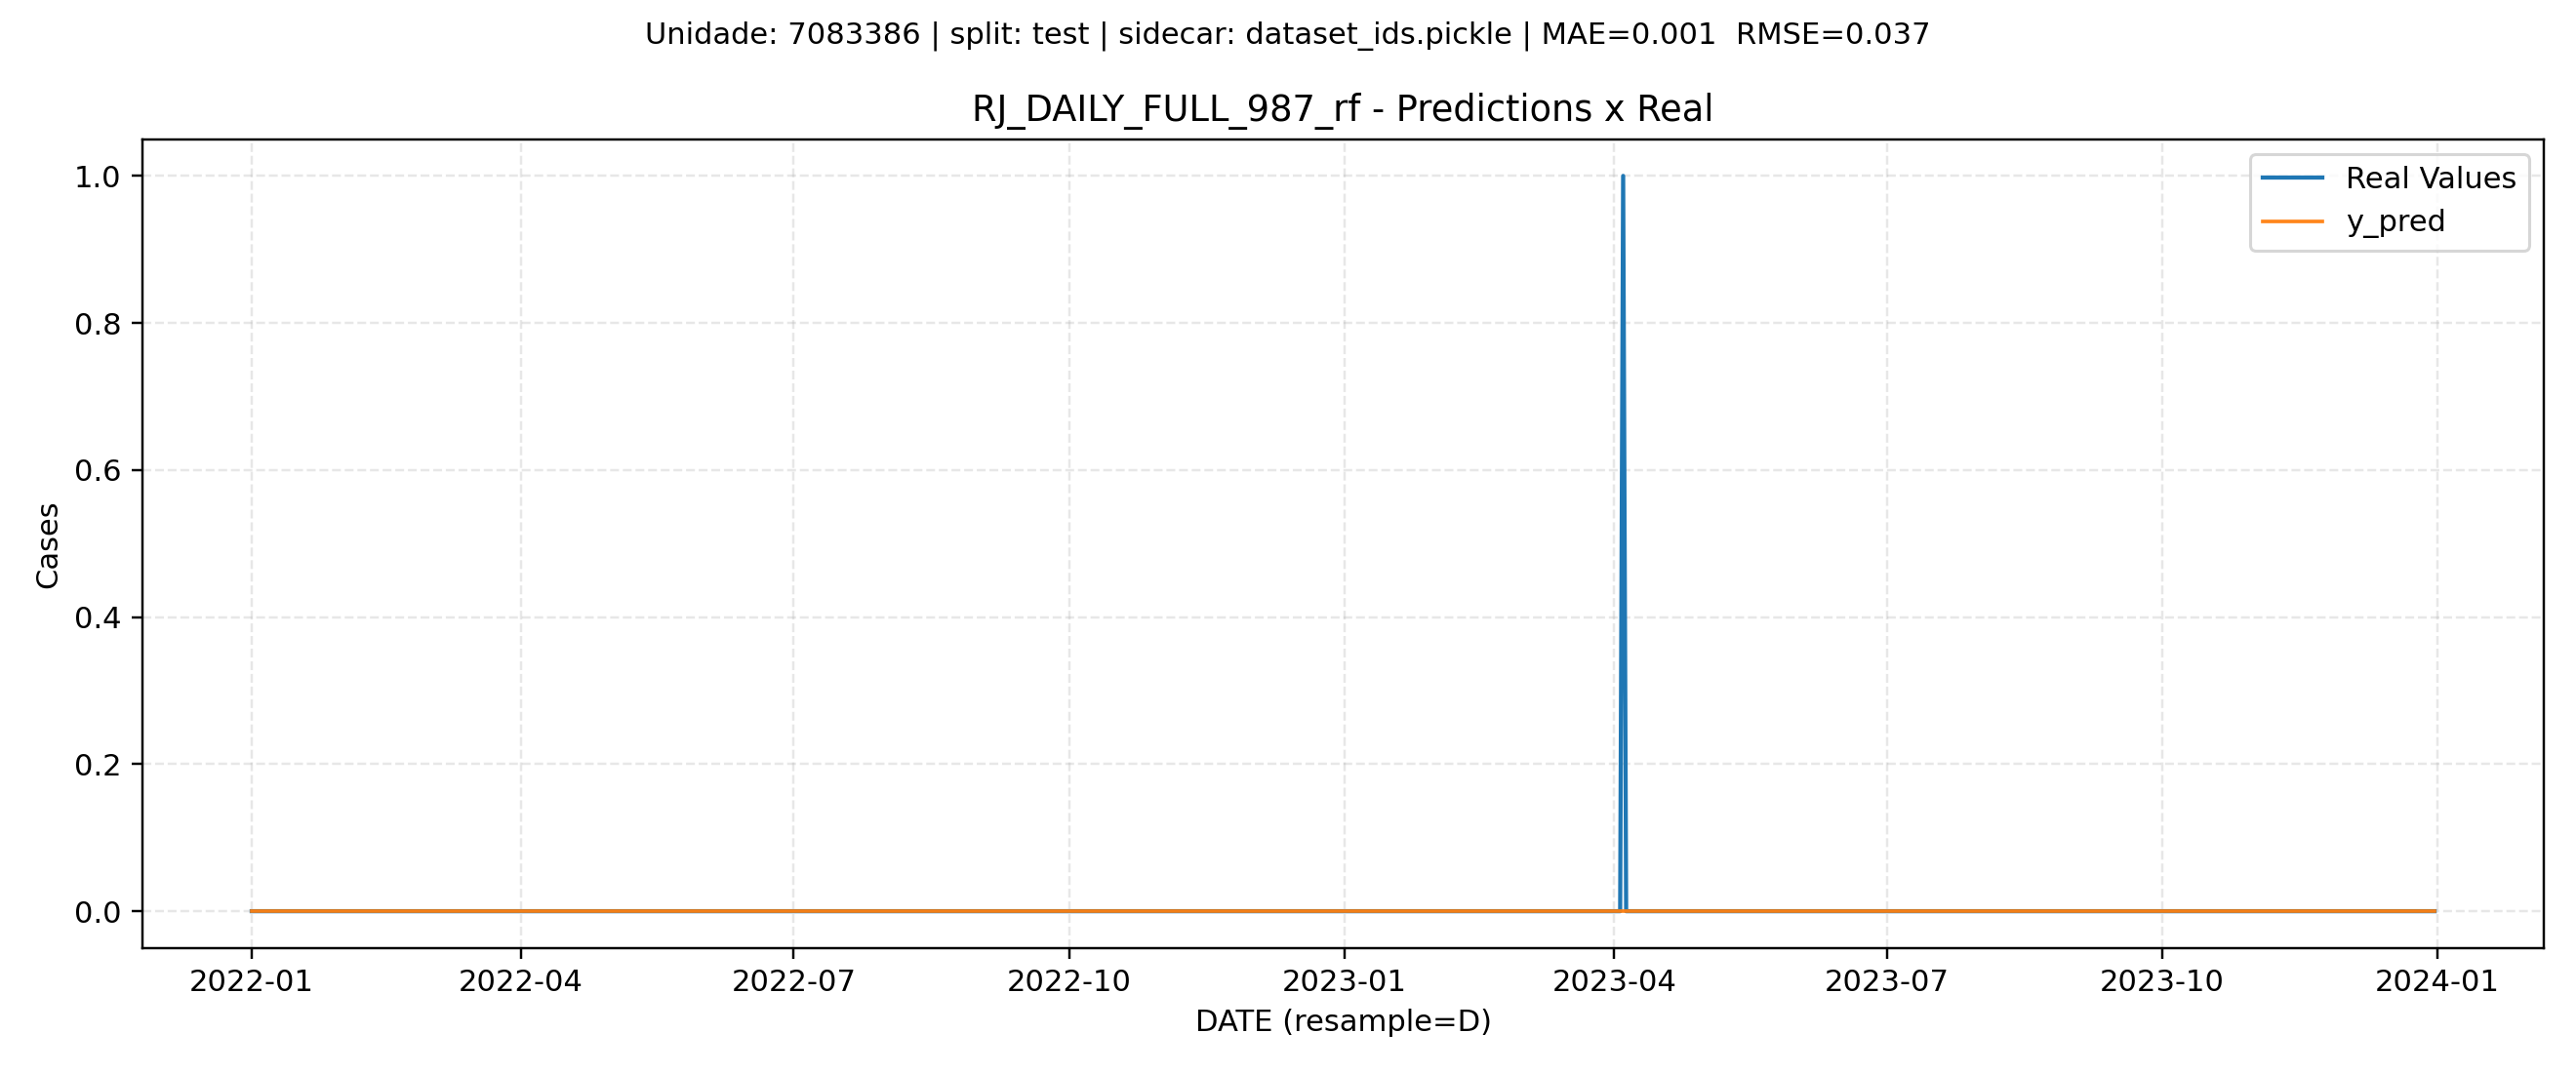 Unidade: 7083386 | split: test | sidecar: dataset_ids.pickle | MAE=0.001  RMSE=0.037
RJ_DAILY_FULL_987_rf - Predictions x Real
Real Values
y_pred
1.0
0.8
0.6
0.4
0.2
0.0
Cases
2022-01 2022-04 2022-07 2022-10 2023-01 2023-04 2023-07 2023-10 2024-01
DATE (resample=D)